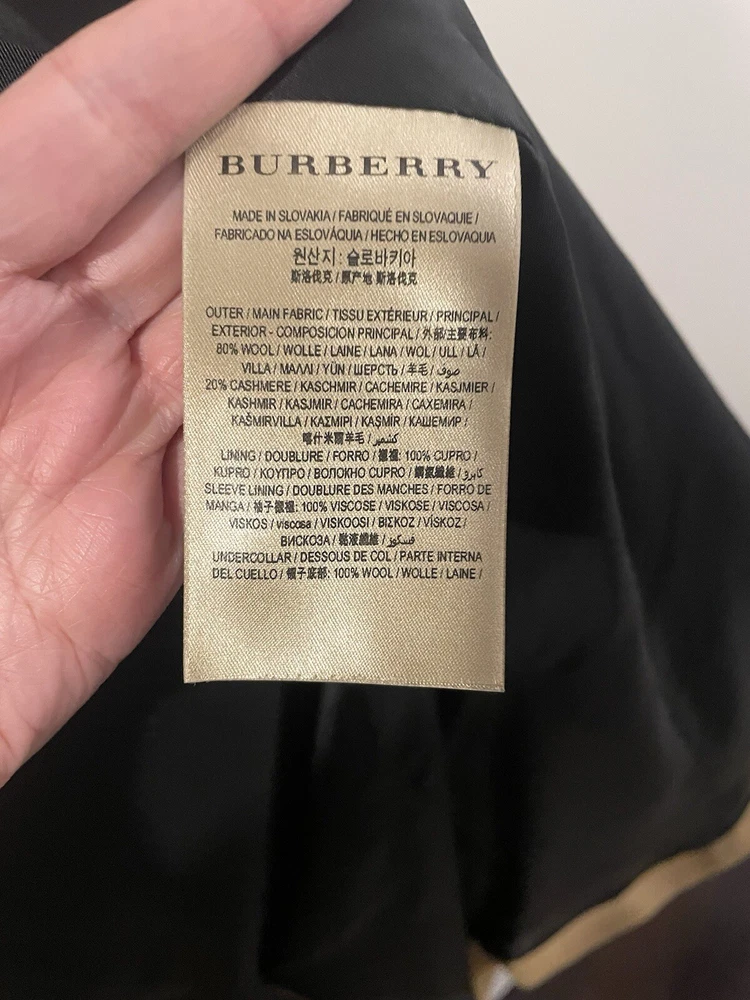 BURBERRY
MADE IN SLOVAKIA / FABRIQUÉ EN SLOVAQUIE /
FABRICADO NA ESLOVÁQUIA / HECHO EN ESLOVAQUIA
원산지 : 슬로바키아
斯洛伐克 / 原产地 斯洛伐克
OUTER / MAIN FABRIC / TISSU EXTÉRIEUR / PRINCIPAL /
EXTERIOR - COMPOSICION PRINCIPAL / 外部/主要布料:
80% WOOL / WOLLE / LAINE / LANA / WOL / ULL / LÃ /
VILLA / ΜΑΛΛΙ / YÜN / ШЕРСТЬ / 羊毛 / صوف
20% CASHMERE / KASCHMIR / CACHEMIRE / KASJMIER /
KASHMIR / KASJMIR / CACHEMIRA / CAXEMIRA /
KAŠMIRVILLA / ΚΑΣΜΙΡΙ / KAŞMİR / КАШЕМИР /
喀什米爾羊毛 / كشمير
LINING / DOUBLURE / FORRO / 襯裡: 100% CUPRO /
KUPRO / ΚΟΥΠΡΟ / ВОЛОКНО CUPRO / 銅氨纖維 / كابرو
SLEEVE LINING / DOUBLURE DES MANCHES / FORRO DE
MANGA / 袖子襯裡: 100% VISCOSE / VISKOSE / VISCOSA /
VISKOS / viscosa / VISKOOSI / ΒΙΣΚΟΖ / VİSKOZ /
ВИСКОЗА / 黏液纖維 / فسكوز
UNDERCOLLAR / DESSOUS DE COL / PARTE INTERNA
DEL CUELLO / 領子底部: 100% WOOL / WOLLE / LAINE /